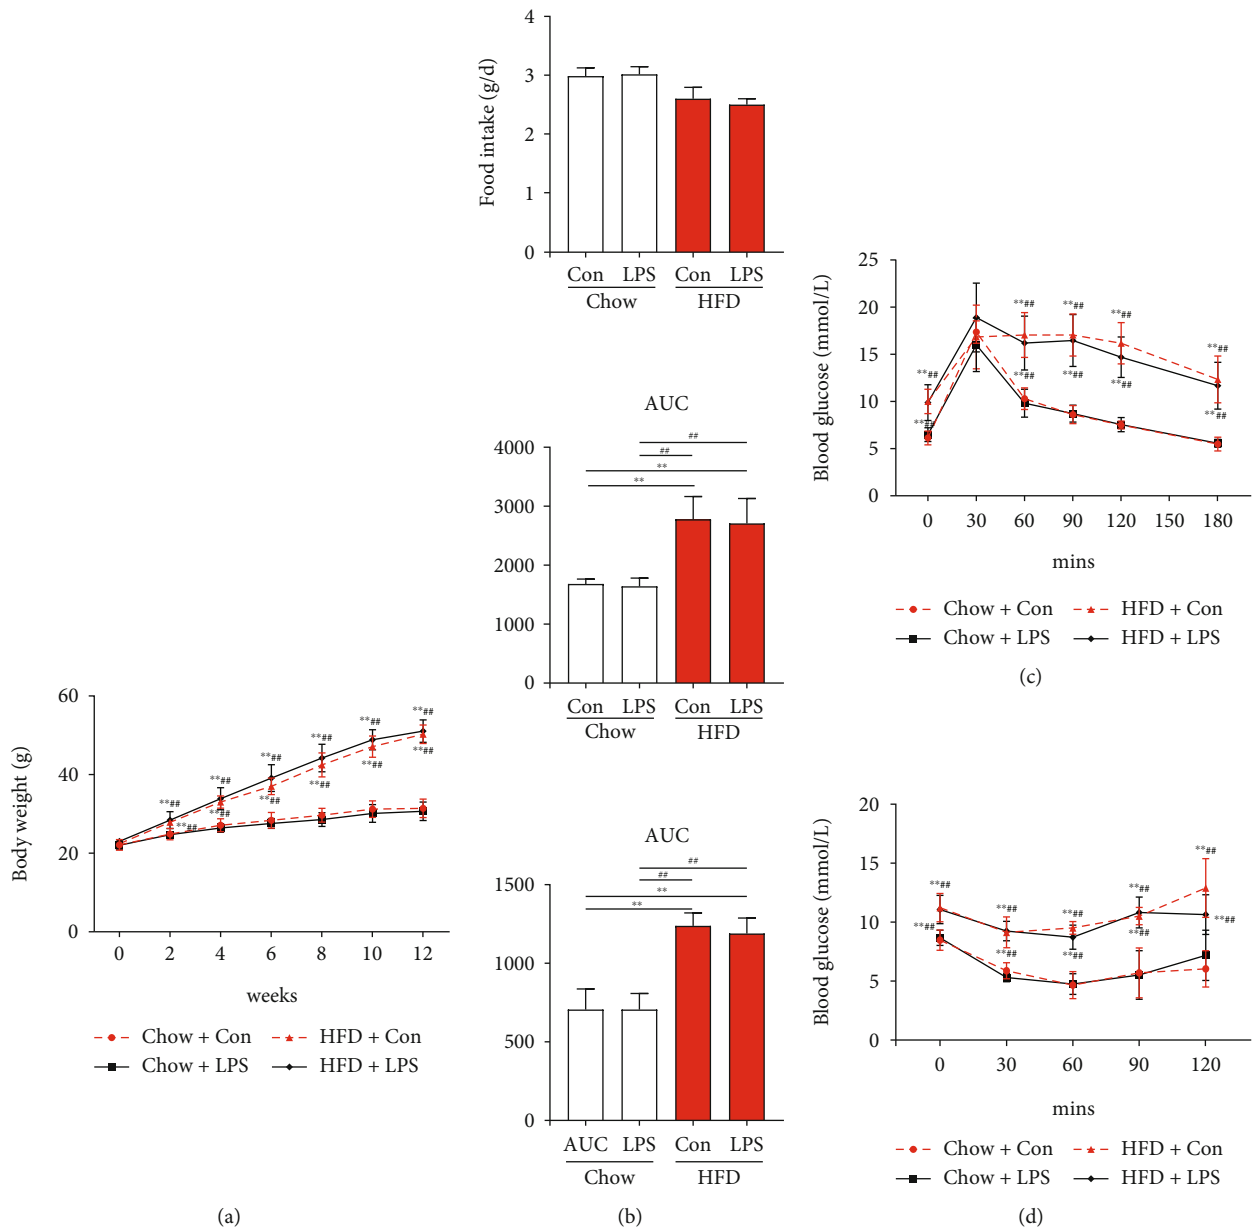 4
3
2
1
0
Food intake (g/d)
Con LPS Con LPS
Chow HFD
AUC
4000
3000
2000
1000
0
##
##
**
**
Con LPS Con LPS
Chow HFD
AUC
1500
1000
500
0
##
##
**
**
AUC LPS Con LPS
Chow HFD
(b)
60
40
20
0
Body weight (g)
**## **## **## **## **## **##
**## **## **## **## **## **##
0 2 4 6 8 10 12
weeks
Chow + Con HFD + Con
Chow + LPS HFD + LPS
(a)
25
20
15
10
5
0
Blood glucose (mmol/L)
**## **## **## **## **##
**## **## **## **## **##
0 30 60 90 120 150 180
mins
Chow + Con HFD + Con
Chow + LPS HFD + LPS
(c)
20
15
10
5
0
Blood glucose (mmol/L)
**## **## **## **## **##
**## **## **## **## **##
0 30 60 90 120
mins
Chow + Con HFD + Con
Chow + LPS HFD + LPS
(d)